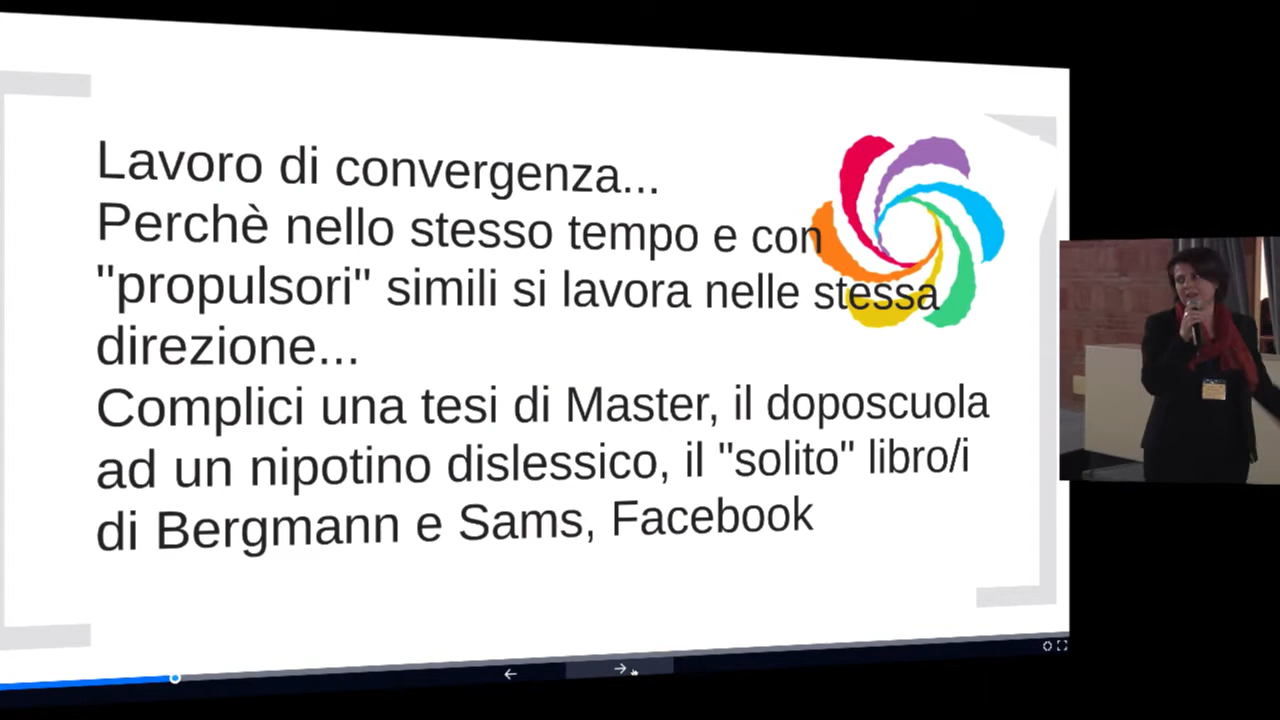 Lavoro di convergenza...
Perchè nello stesso tempo e con
"propulsori" simili si lavora nelle stessa
direzione...
Complici una tesi di Master, il doposcuola
ad un nipotino dislessico, il "solito" libro/i
di Bergmann e Sams, Facebook